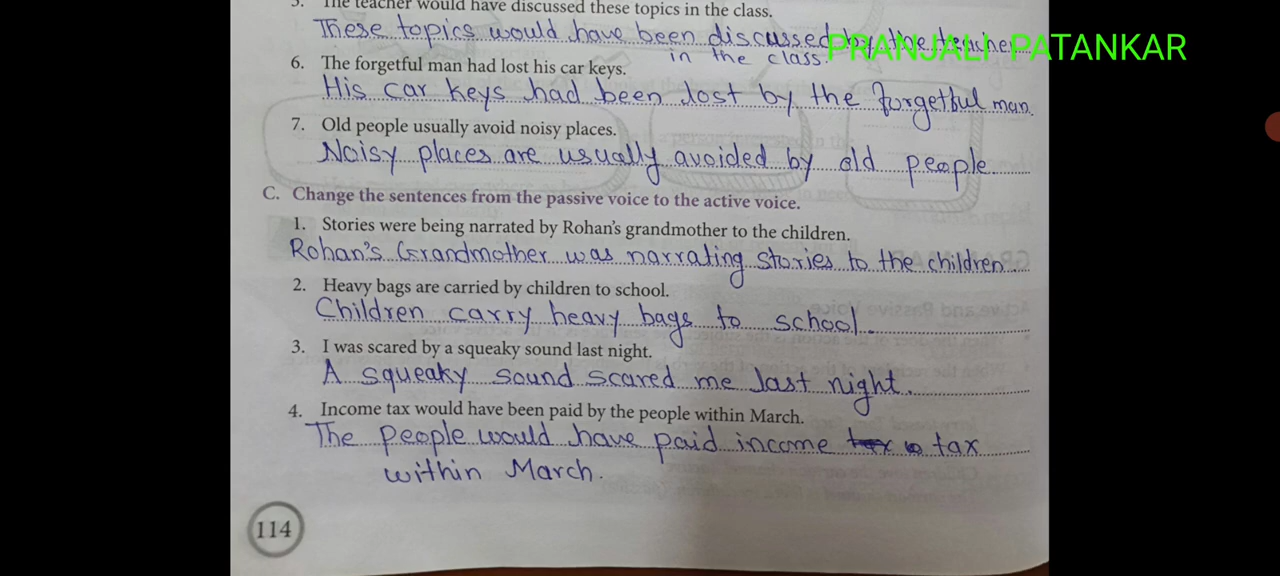 5. The teacher would have discussed these topics in the class.
These topics would have been discussed by the teacher
in the class. PRANJALI PATANKAR
6. The forgetful man had lost his car keys.
His car keys had been lost by the forgetful man.
7. Old people usually avoid noisy places.
Noisy places are usually avoided by old people
C. Change the sentences from the passive voice to the active voice.
1. Stories were being narrated by Rohan's grandmother to the children.
Rohan's Grandmother was narrating stories to the children
2. Heavy bags are carried by children to school.
Children carry heavy bags to school.
3. I was scared by a squeaky sound last night.
A squeaky sound scared me last night.
4. Income tax would have been paid by the people within March.
The people would have paid income tax
within March.
114